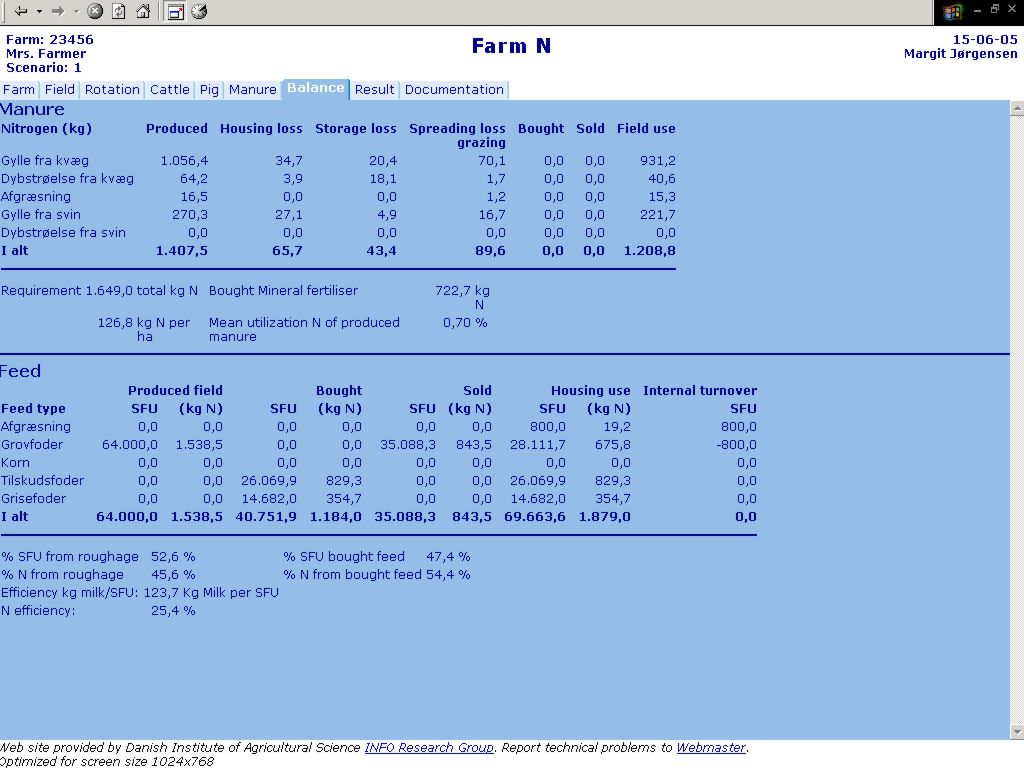 Farm: 23456 Farm N 15-06-05
Mrs. Farmer Margit Jørgensen
Scenario: 1
Farm Field Rotation Cattle Pig Manure Balance Result Documentation
Manure
Nitrogen (kg) Produced Housing loss Storage loss Spreading loss Bought Sold Field use
grazing
Gylle fra kvæg 1.056,4 34,7 20,4 70,1 0,0 0,0 931,2
Dybstrøelse fra kvæg 64,2 3,9 18,1 1,7 0,0 0,0 40,6
Afgræsning 16,5 0,0 0,0 1,2 0,0 0,0 15,3
Gylle fra svin 270,3 27,1 4,9 16,7 0,0 0,0 221,7
Dybstrøelse fra svin 0,0 0,0 0,0 0,0 0,0 0,0 0,0
I alt 1.407,5 65,7 43,4 89,6 0,0 0,0 1.208,8
Requirement 1.649,0 total kg N Bought Mineral fertiliser 722,7 kg
N
126,8 kg N per Mean utilization N of produced 0,70 %
ha manure
Feed
Produced field Bought Sold Housing use Internal turnover
Feed type SFU (kg N) SFU (kg N) SFU (kg N) SFU (kg N) SFU
Afgræsning 0,0 0,0 0,0 0,0 0,0 0,0 800,0 19,2 800,0
Grovfoder 64.000,0 1.538,5 0,0 0,0 35.088,3 843,5 28.111,7 675,8 -800,0
Korn 0,0 0,0 0,0 0,0 0,0 0,0 0,0 0,0 0,0
Tilskudsfoder 0,0 0,0 26.069,9 829,3 0,0 0,0 26.069,9 829,3 0,0
Grisefoder 0,0 0,0 14.682,0 354,7 0,0 0,0 14.682,0 354,7 0,0
I alt 64.000,0 1.538,5 40.751,9 1.184,0 35.088,3 843,5 69.663,6 1.879,0 0,0
% SFU from roughage 52,6 % % SFU bought feed 47,4 %
% N from roughage 45,6 % % N from bought feed 54,4 %
Efficiency kg milk/SFU: 123,7 Kg Milk per SFU
N efficiency: 25,4 %
Web site provided by Danish Institute of Agricultural Science INFO Research Group. Report technical problems to Webmaster.
Optimized for screen size 1024x768